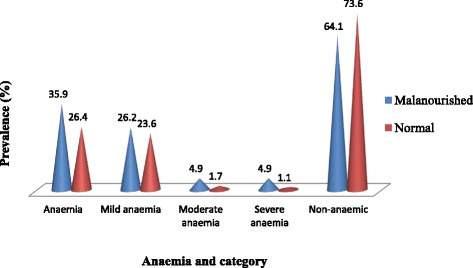 73.6
64.1
35.9
26.4
26.2
23.6
4.9
1.7
4.9
1.1
Prevalence (%)
Malanourished
Normal
Anaemia
Mild anaemia
Moderate
anaemia
Severe
anaemia
Non-anaemic
Anaemia and category